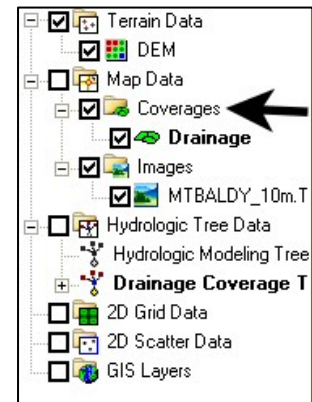 Terrain Data
DEM
Map Data
Coverages
Drainage
Images
MTBALDY_10m.T
Hydrologic Tree Data
Hydrologic Modeling Tree
Drainage Coverage T
2D Grid Data
2D Scatter Data
GIS Layers